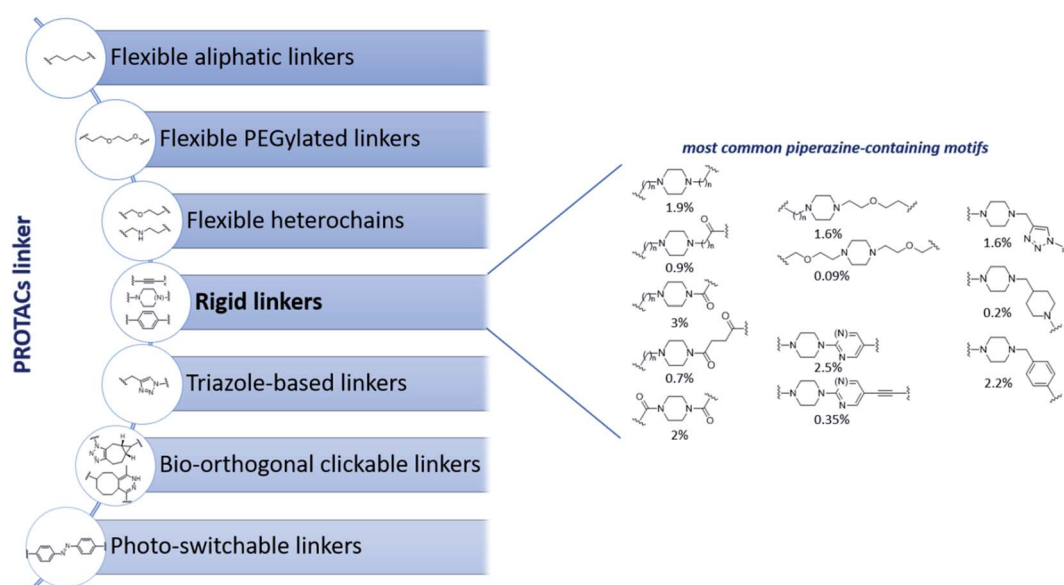 PROTACs linker
Flexible aliphatic linkers
Flexible PEGylated linkers
Flexible heterochains
Rigid linkers
Triazole-based linkers
Bio-orthogonal clickable linkers
Photo-switchable linkers
most common piperazine-containing motifs
1.9%
0.9%
3%
0.7%
2%
1.6%
0.09%
2.5%
0.35%
1.6%
0.2%
2.2%